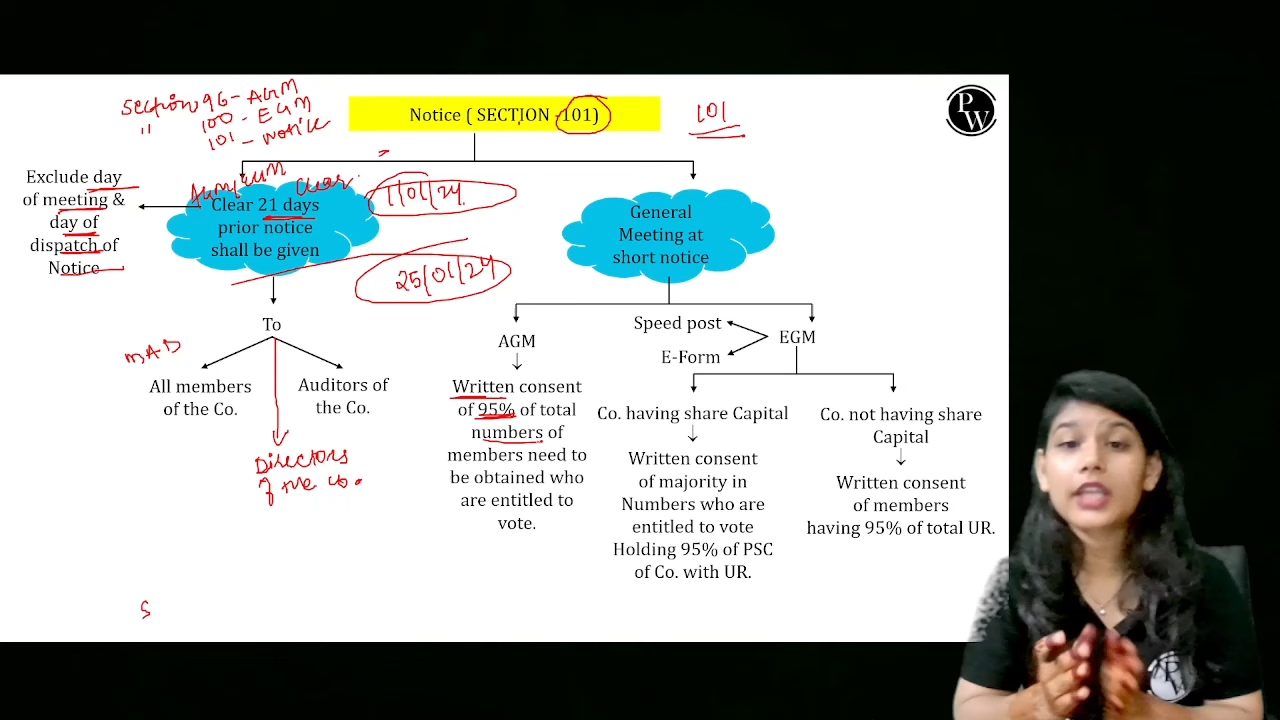 Section 96 - AGM
" 100 - EGM
101 - Notice
Notice ( SECTION -101)
101
P
W
Exclude day
of meeting &
day of
dispatch of
Notice
AGM/EGM Clear
Clear 21 days
prior notice
shall be given
1/01/24
25/01/24
General
Meeting at
short notice
To
MAD
All members
of the Co.
Auditors of
the Co.
Directors
of the Co.
AGM
Written consent
of 95% of total
numbers of
members need to
be obtained who
are entitled to
vote.
Speed post
E-Form
EGM
Co. having share Capital
Written consent
of majority in
Numbers who are
entitled to vote
Holding 95% of PSC
of Co. with UR.
Co. not having share
Capital
Written consent
of members
having 95% of total UR.
S
PW